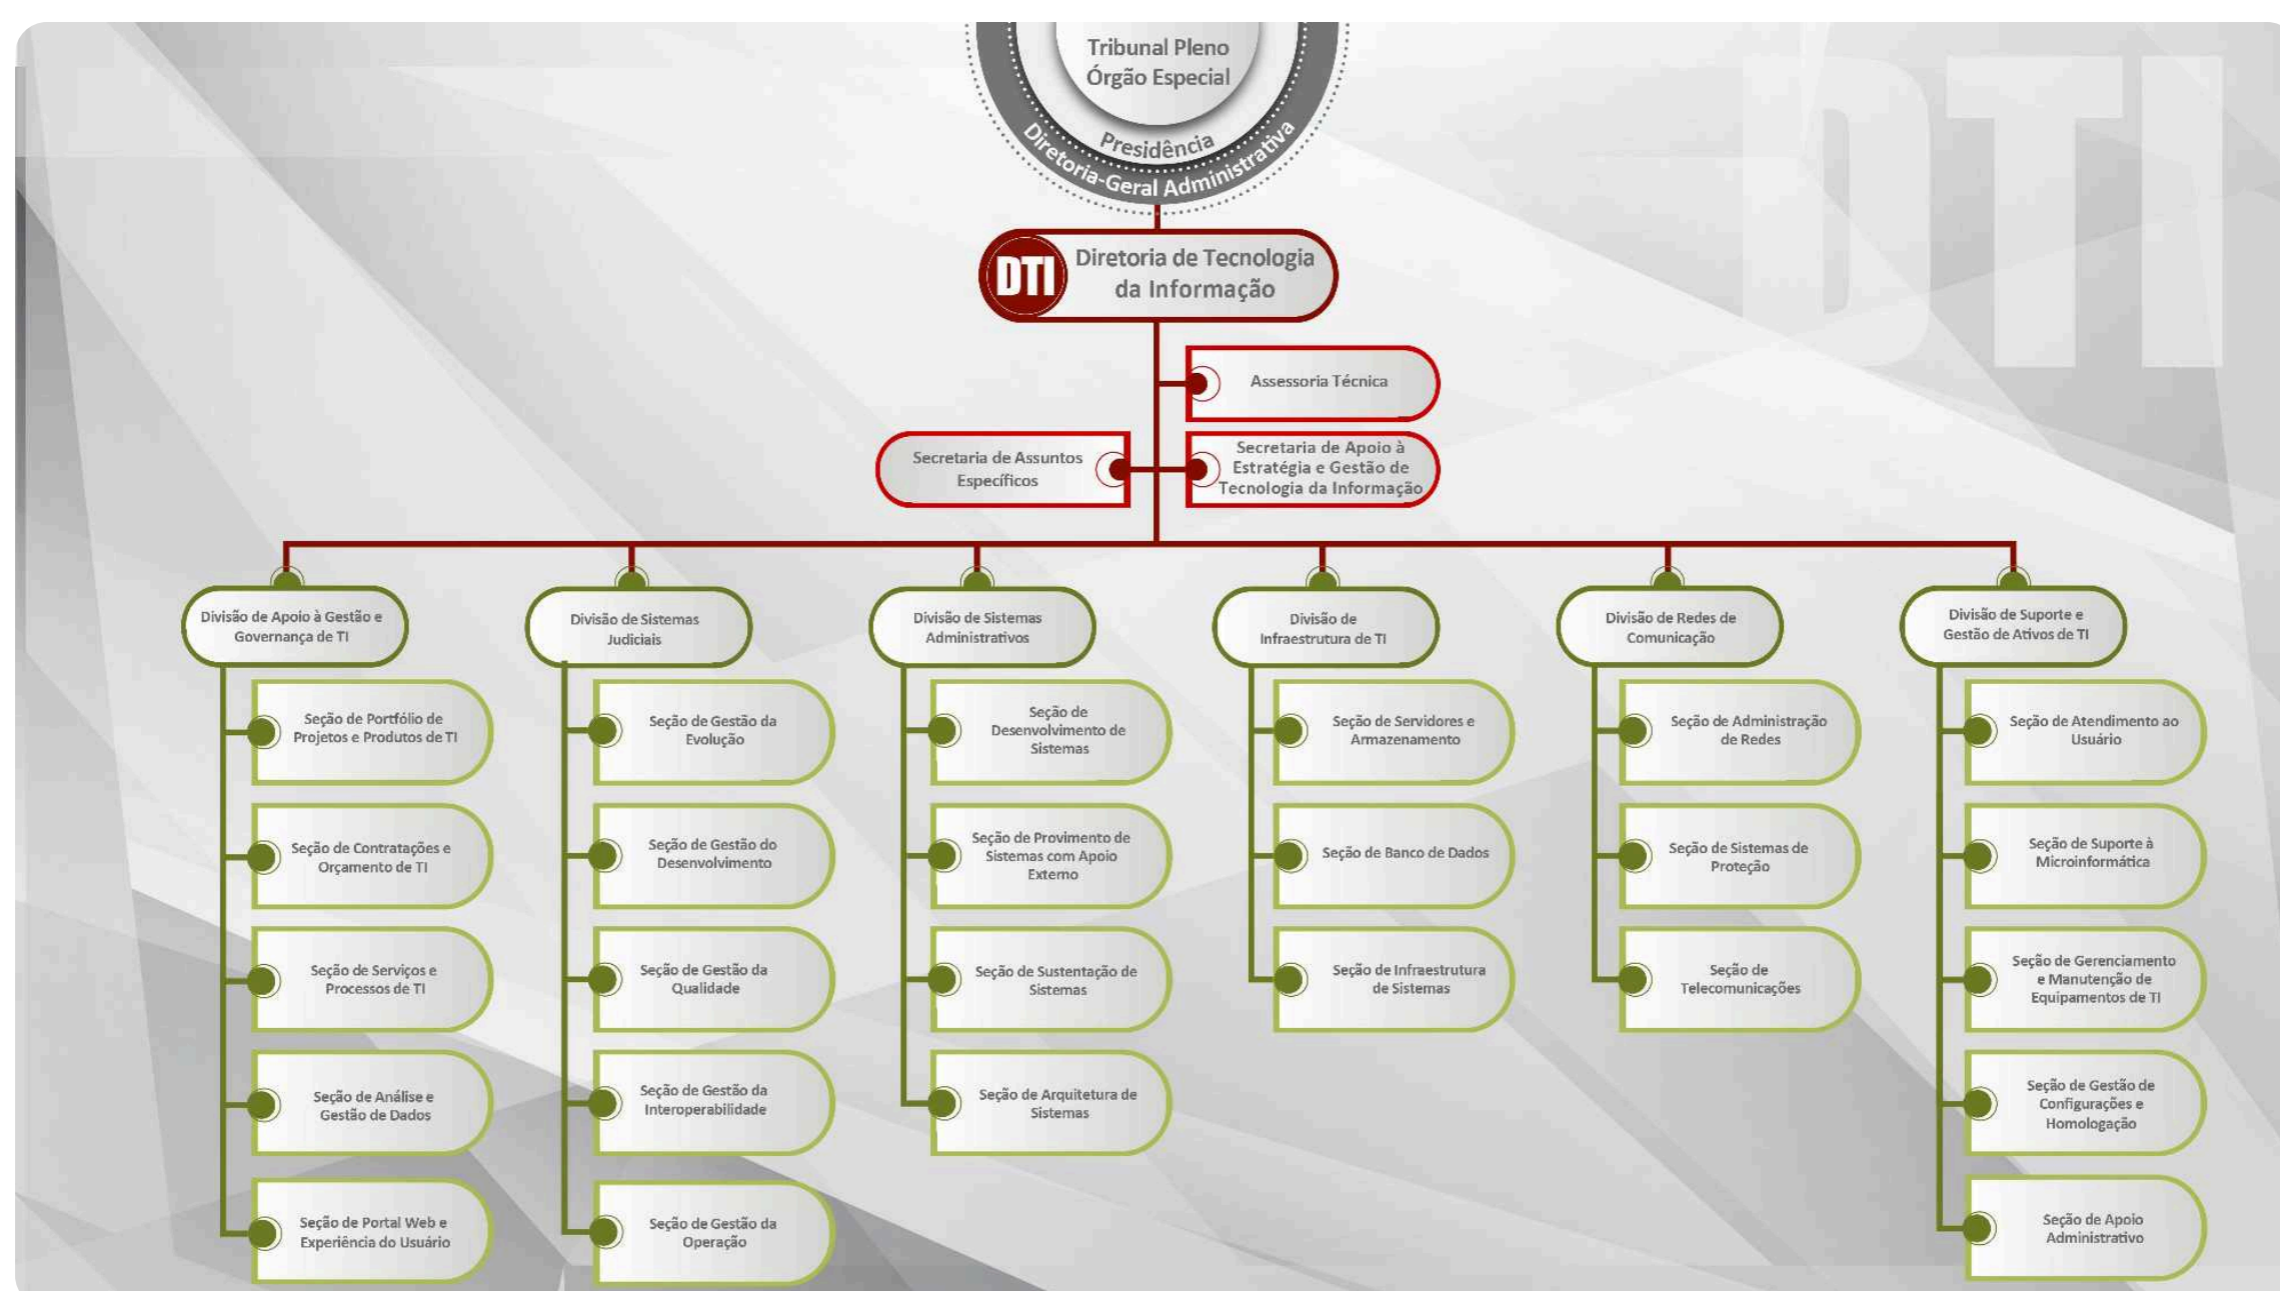 DTI
Tribunal Pleno
Órgão Especial
Presidência
Diretoria-Geral Administrativa
DTI
Diretoria de Tecnologia
da Informação
Assessoria Técnica
Secretaria de Assuntos
Específicos
Secretaria de Apoio à
Estratégia e Gestão de
Tecnologia da Informação
Divisão de Apoio à Gestão e
Governança de TI
Seção de Portfólio de
Projetos e Produtos de TI
Seção de Contratações e
Orçamento de TI
Seção de Serviços e
Processos de TI
Seção de Análise e
Gestão de Dados
Seção de Portal Web e
Experiência do Usuário
Divisão de Sistemas
Judiciais
Seção de Gestão da
Evolução
Seção de Gestão do
Desenvolvimento
Seção de Gestão da
Qualidade
Seção de Gestão da
Interoperabilidade
Seção de Gestão da
Operação
Divisão de Sistemas
Administrativos
Seção de
Desenvolvimento de
Sistemas
Seção de Provimento de
Sistemas com Apoio
Externo
Seção de Sustentação de
Sistemas
Seção de Arquitetura de
Sistemas
Divisão de
Infraestrutura de TI
Seção de Servidores e
Armazenamento
Seção de Banco de Dados
Seção de Infraestrutura
de Sistemas
Divisão de Redes de
Comunicação
Seção de Administração
de Redes
Seção de Sistemas de
Proteção
Seção de
Telecomunicações
Divisão de Suporte e
Gestão de Ativos de TI
Seção de Atendimento ao
Usuário
Seção de Suporte à
Microinformática
Seção de Gerenciamento
e Manutenção de
Equipamentos de TI
Seção de Gestão de
Configurações e
Homologação
Seção de Apoio
Administrativo